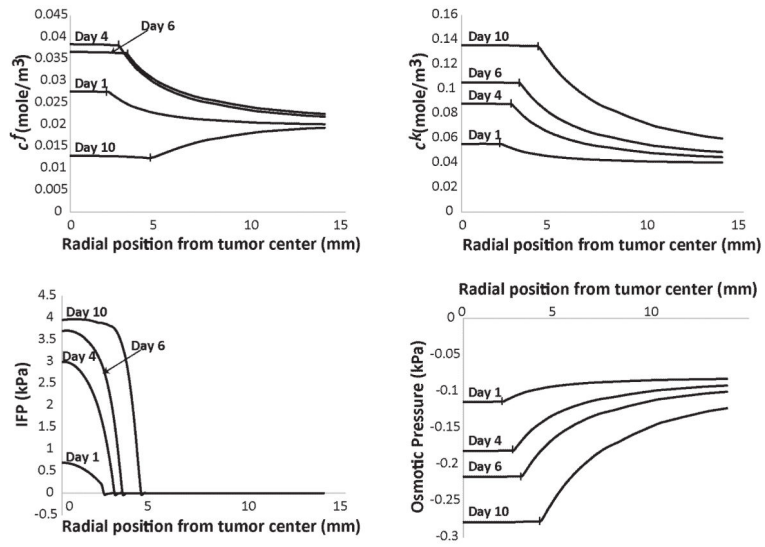 0.045
0.04
0.035
0.03
0.025
0.02
0.015
0.01
0.005
0
c^f(mole/m³)
Day 4
Day 6
Day 1
Day 10
0 5 10 15
Radial position from tumor center (mm)
0.16
0.14
0.12
0.10
0.08
0.06
0.04
0.02
0
c^k(mole/m³)
Day 10
Day 6
Day 4
Day 1
0 5 10 15
Radial position from tumor center (mm)
4.5
4
3.5
3
2.5
2
1.5
1
0.5
0
-0.5
IFP (kPa)
Day 10
Day 4
Day 6
Day 1
0 5 10 15
Radial position from tumor center (mm)
Radial position from tumor center (mm)
0 5 10
-0.05
-0.1
-0.15
-0.2
-0.25
-0.3
Osmotic Pressure (kPa)
Day 1
Day 4
Day 6
Day 10